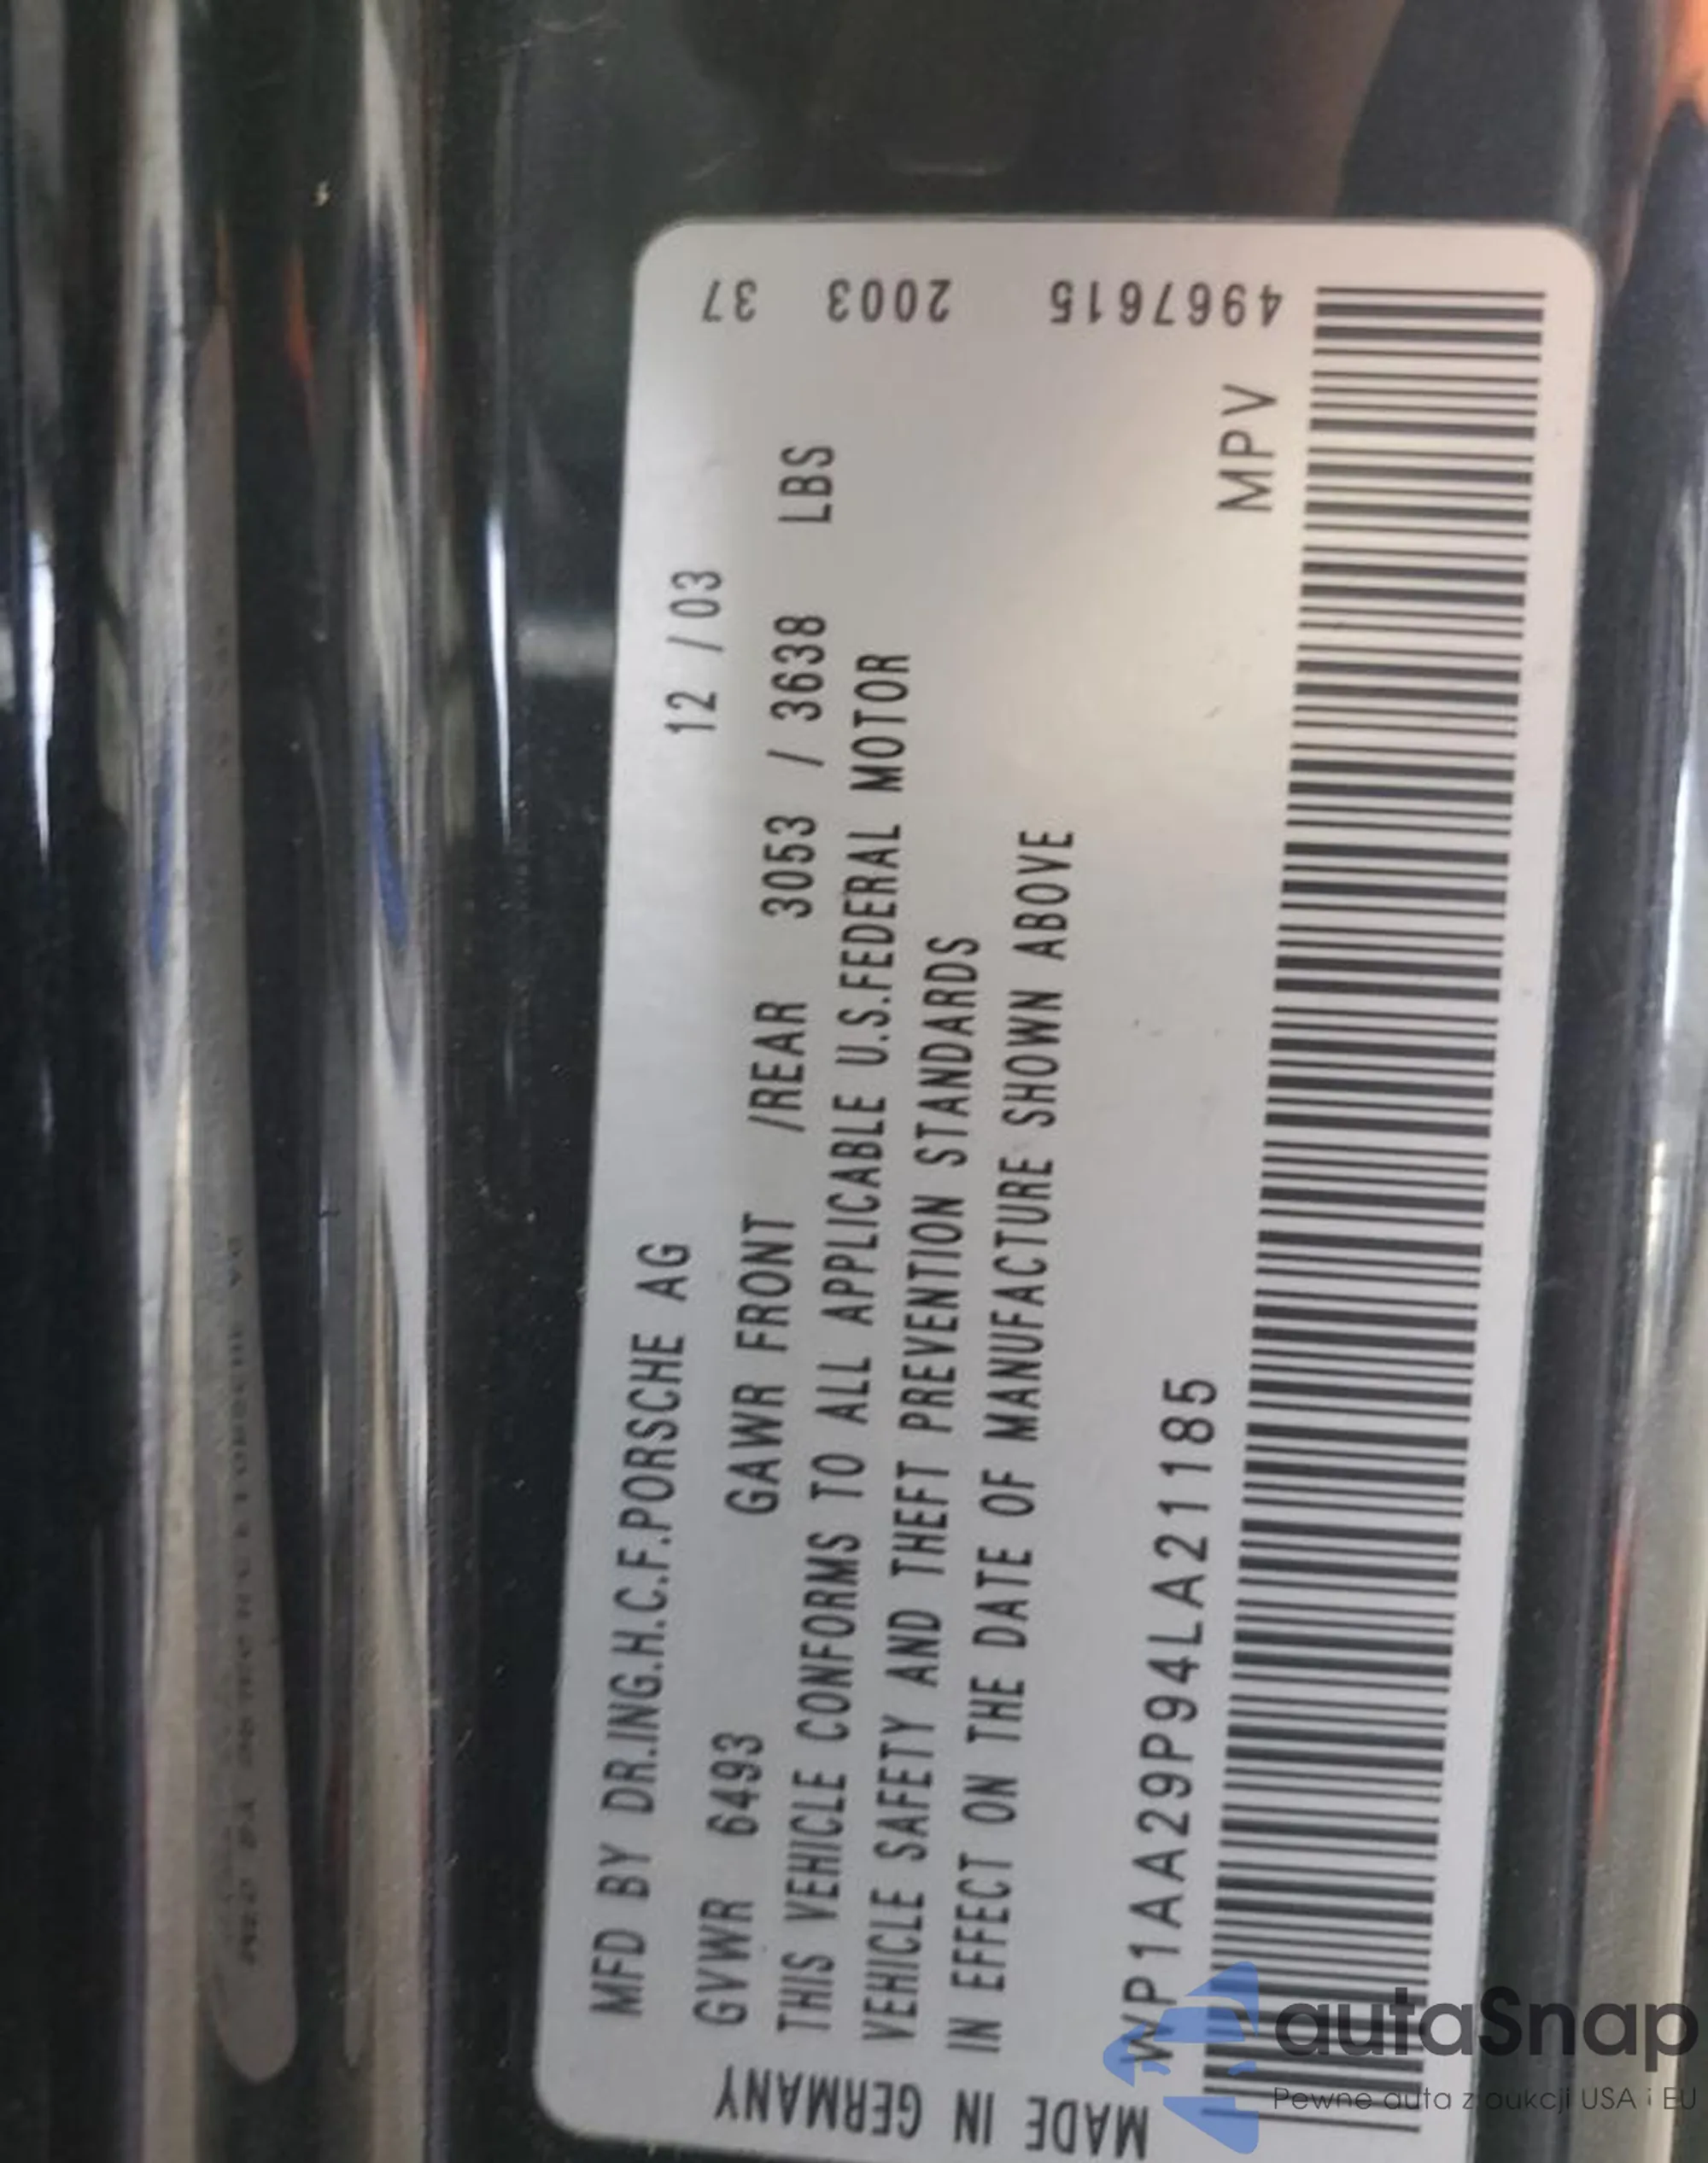 MFD BY DR.ING.H.C.F.PORSCHE AG 12 /03
GVWR 6493 GAWR FRONT /REAR 3053 / 3638 LBS
THIS VEHICLE CONFORMS TO ALL APPLICABLE U.S.FEDERAL MOTOR
VEHICLE SAFETY AND THEFT PREVENTION STANDARDS
IN EFFECT ON THE DATE OF MANUFACTURE SHOWN ABOVE
WP1AA29P94LA21185 MPV
MADE IN GERMANY
4967615 2003 37
autaSnap
Pewne auta z aukcji USA i EU